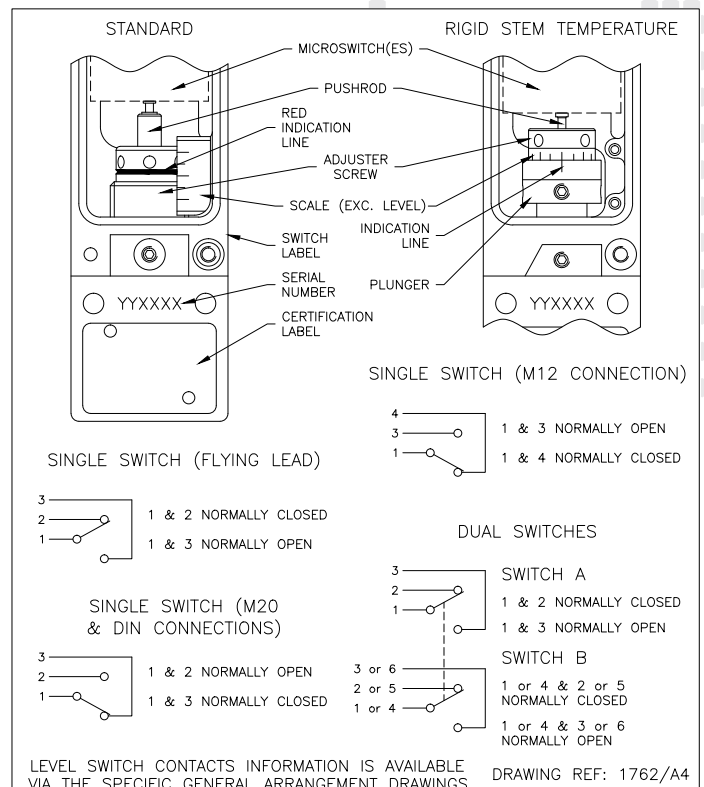 STANDARD
RIGID STEM TEMPERATURE
MICROSWITCH(ES)
PUSHROD
RED
INDICATION
LINE
ADJUSTER
SCREW
SCALE (EXC. LEVEL)
INDICATION
LINE
SWITCH
LABEL
PLUNGER
SERIAL
NUMBER
YYXXXX
YYXXXX
CERTIFICATION
LABEL
SINGLE SWITCH (M12 CONNECTION)
4
3
1
1 & 3 NORMALLY OPEN
1 & 4 NORMALLY CLOSED
SINGLE SWITCH (FLYING LEAD)
3
2
1
1 & 2 NORMALLY CLOSED
1 & 3 NORMALLY OPEN
DUAL SWITCHES
3
2
1
SWITCH A
1 & 2 NORMALLY CLOSED
1 & 3 NORMALLY OPEN
SINGLE SWITCH (M20
& DIN CONNECTIONS)
3
2
1
1 & 2 NORMALLY OPEN
1 & 3 NORMALLY CLOSED
SWITCH B
3 or 6
2 or 5
1 or 4
1 or 4 & 2 or 5
NORMALLY CLOSED
1 or 4 & 3 or 6
NORMALLY OPEN
LEVEL SWITCH CONTACTS INFORMATION IS AVAILABLE
VIA THE SPECIFIC GENERAL ARRANGEMENT DRAWINGS
DRAWING REF: 1762/A4